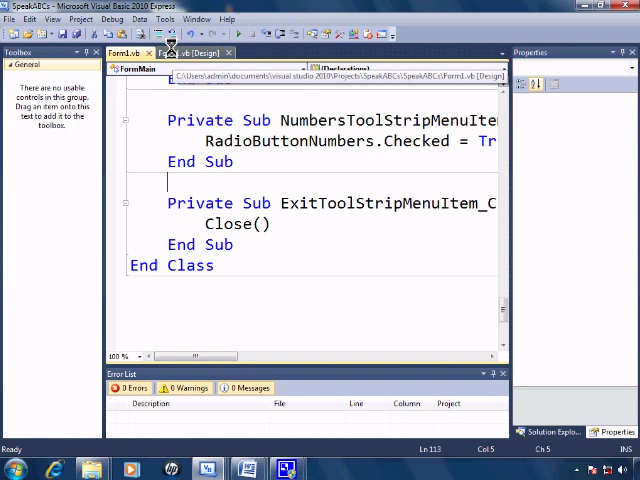 SpeakABCs - Microsoft Visual Basic 2010 Express
File Edit View Project Debug Data Tools Window Help
Toolbox
General
There are no usable
controls in this group.
Drag an item onto this
text to add it to the
toolbox.
Form1.vb
.vb [Design]
FormMain
(Declarations)
C:\Users\admin\documents\visual studio 2010\Projects\SpeakABCs\SpeakABCs\Form1.vb [Design]
Private Sub NumbersToolStripMenuItem
RadioButtonNumbers.Checked = Tr
End Sub
Private Sub ExitToolStripMenuItem_C
Close()
End Sub
End Class
100 %
Error List
0 Errors 0 Warnings 0 Messages
Description File Line Column Project
Properties
Solution Explo... Properties
Ready Ln 113 Col 5 Ch 5 INS